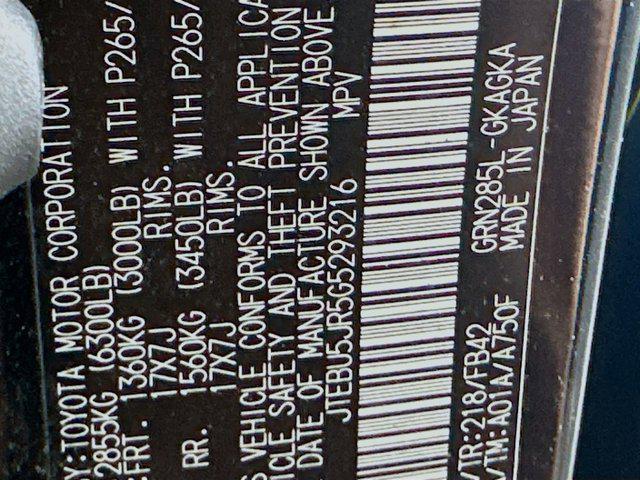 Y:TOYOTA MOTOR CORPORATION
2855KG (6300LB)
FRT. 1360KG (3000LB) WITH P265/
17X7J RIMS.
RR. 1560KG (3450LB) WITH P265/
17X7J RIMS.
S VEHICLE CONFORMS TO ALL APPLICA
ICLE SAFETY AND THEFT PREVENTION
DATE OF MANUFACTURE SHOWN ABOVE
JTEBU5JR5G5293216 MPV
/TR:218/FB42 GRN285L-GKAGKA
/TM:A01A/A750F MADE IN JAPAN